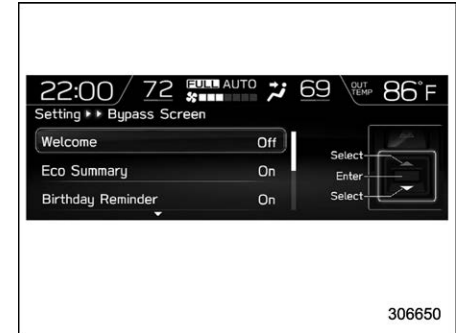 22:00 72 FULL AUTO 69 OUT TEMP 86°F
Setting ▸▸ Bypass Screen
Welcome Off
Eco Summary On
Birthday Reminder On
Select
Enter
Select
306650